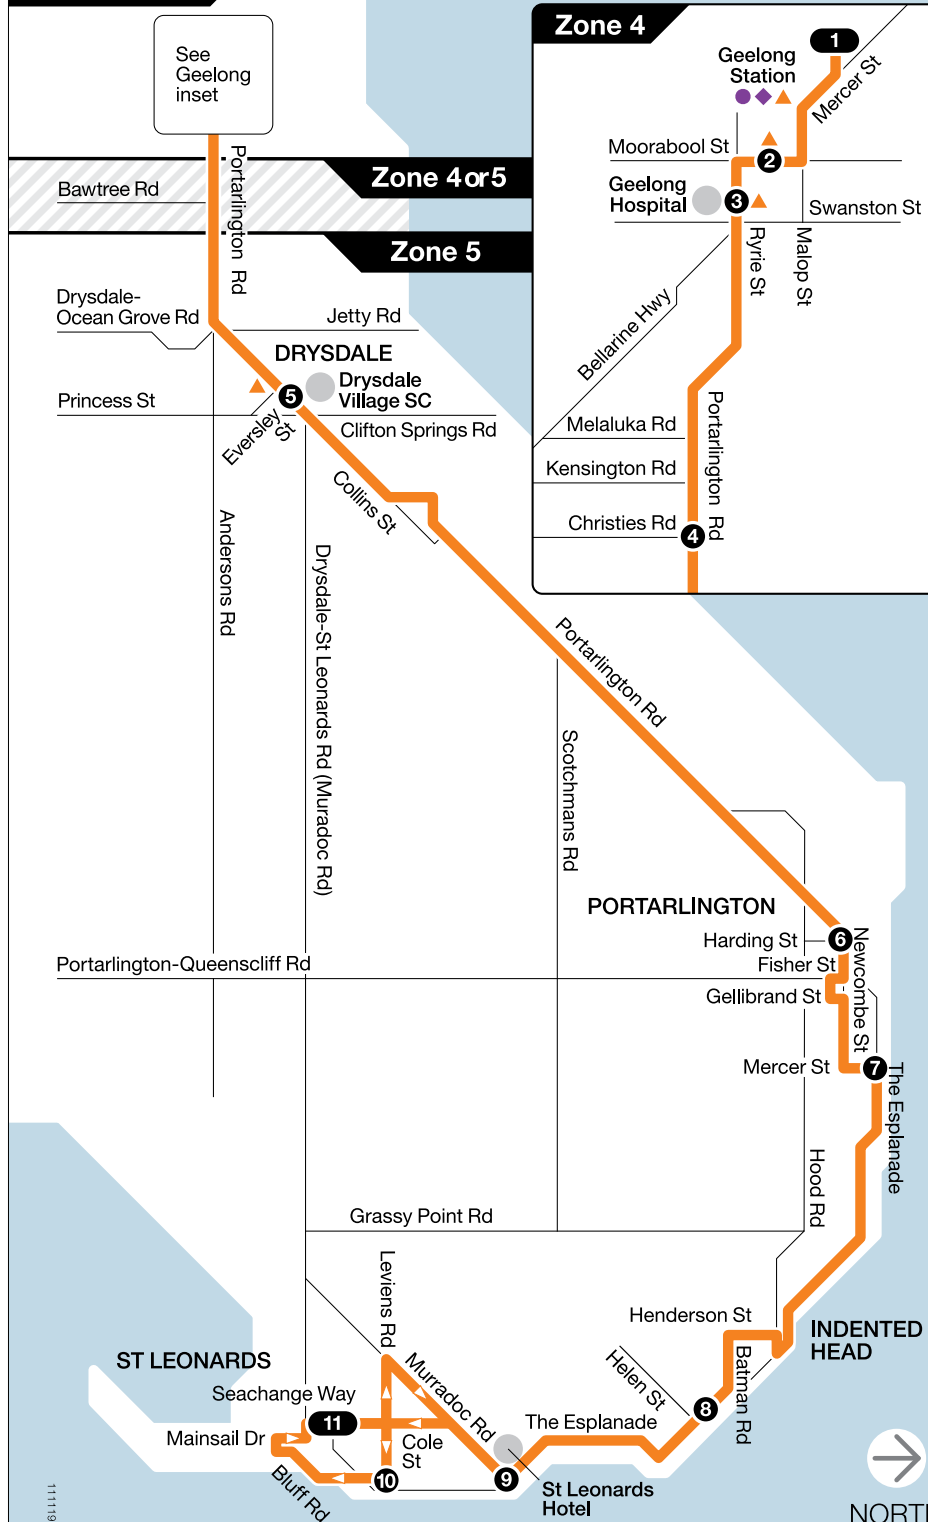 See
Geelong
inset
Portarlington Rd
Zone 4or5
Bawtree Rd
Zone 5
Drysdale-
Ocean Grove Rd
Jetty Rd
DRYSDALE
Drysdale
Village SC
5
Princess St
Eversley
St
Clifton Springs Rd
Collins St
Andersons Rd
Drysdale-St Leonards Rd (Muradoc Rd)
Zone 4
1
Geelong
Station
Mercer St
Moorabool St
2
Geelong
Hospital
3
Swanston St
Ryrie St
Malop St
Bellarine Hwy
Melaluka Rd
Portarlington Rd
Kensington Rd
Christies Rd
4
Portarlington Rd
Scotchmans Rd
PORTARLINGTON
Harding St
6
Newcombe St
Fisher St
Portarlington-Queenscliff Rd
Gellibrand St
Mercer St
7
The Esplanade
Hood Rd
Grassy Point Rd
Leviens Rd
Henderson St
INDENTED
HEAD
Batman Rd
Helen St
8
ST LEONARDS
Murradoc Rd
Seachange Way
11
The Esplanade
Mainsail Dr
Cole
St
Bluff Rd
10
9
St Leonards
Hotel
NORTH
111119